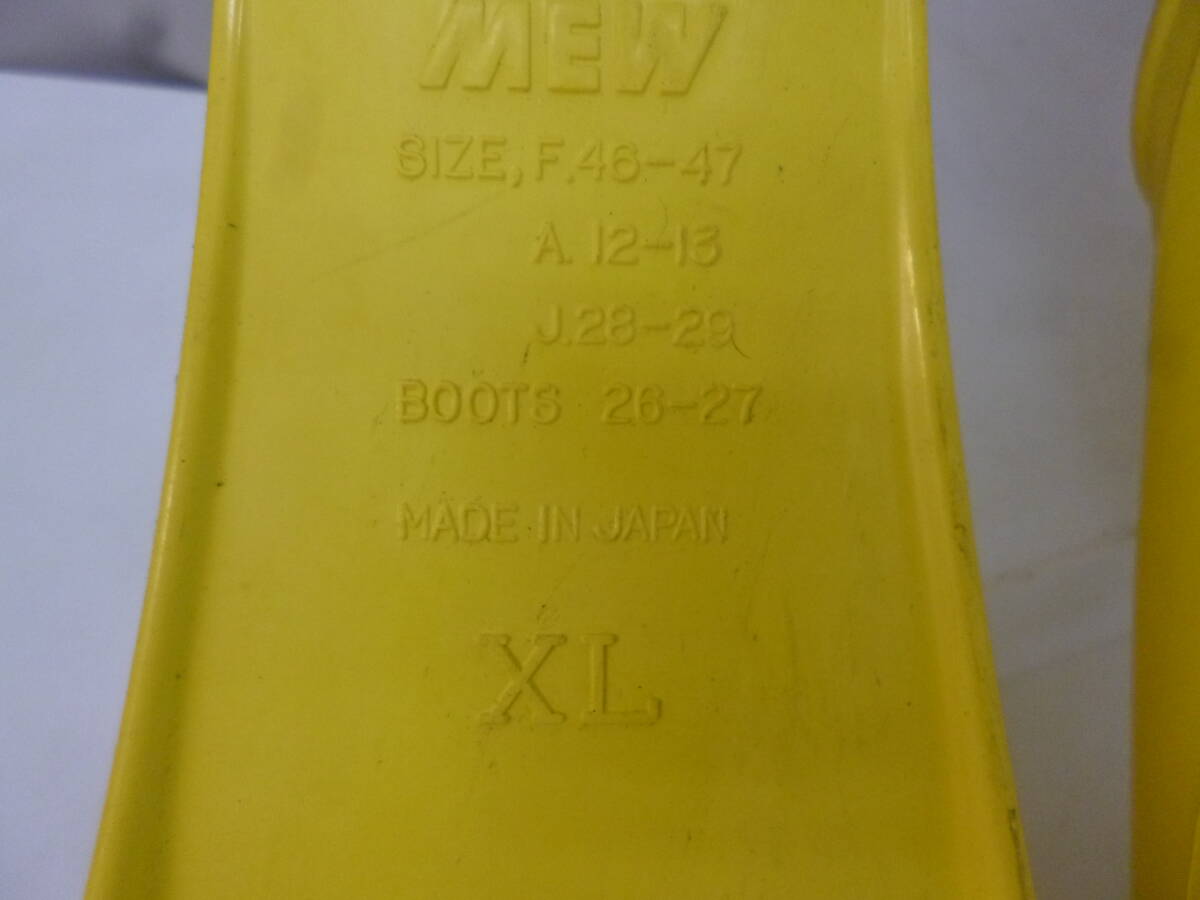 MEW
SIZE, F.46-47
A. 12-13
J.28-29
BOOTS 26-27
MADE IN JAPAN
XL